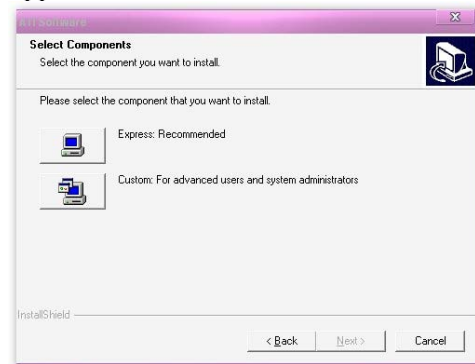 ATI Software
Select Components
Select the component you want to install.
Please select the component that you want to install.
Express: Recommended
Custom: For advanced users and system administrators
InstallShield
< Back
Next >
Cancel